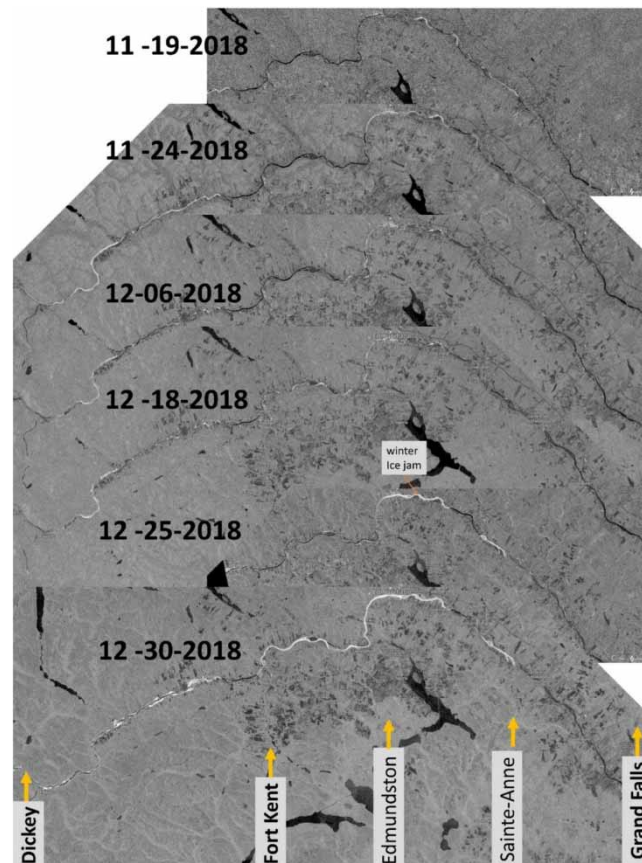 11 -19-2018
11 -24-2018
12-06-2018
12 -18-2018
winter
Ice jam
12 -25-2018
12 -30-2018
Dickey
Fort Kent
Edmundston
Sainte-Anne
Grand Falls